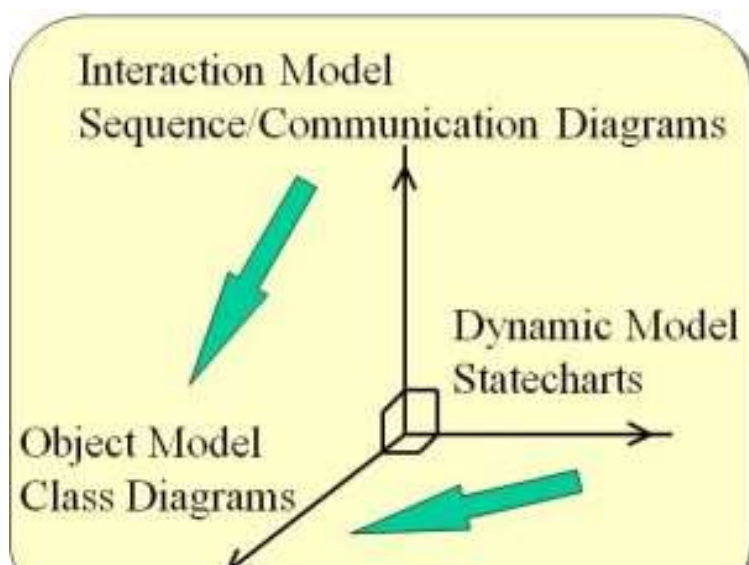 Interaction Model
Sequence/Communication Diagrams
Dynamic Model
Statecharts
Object Model
Class Diagrams